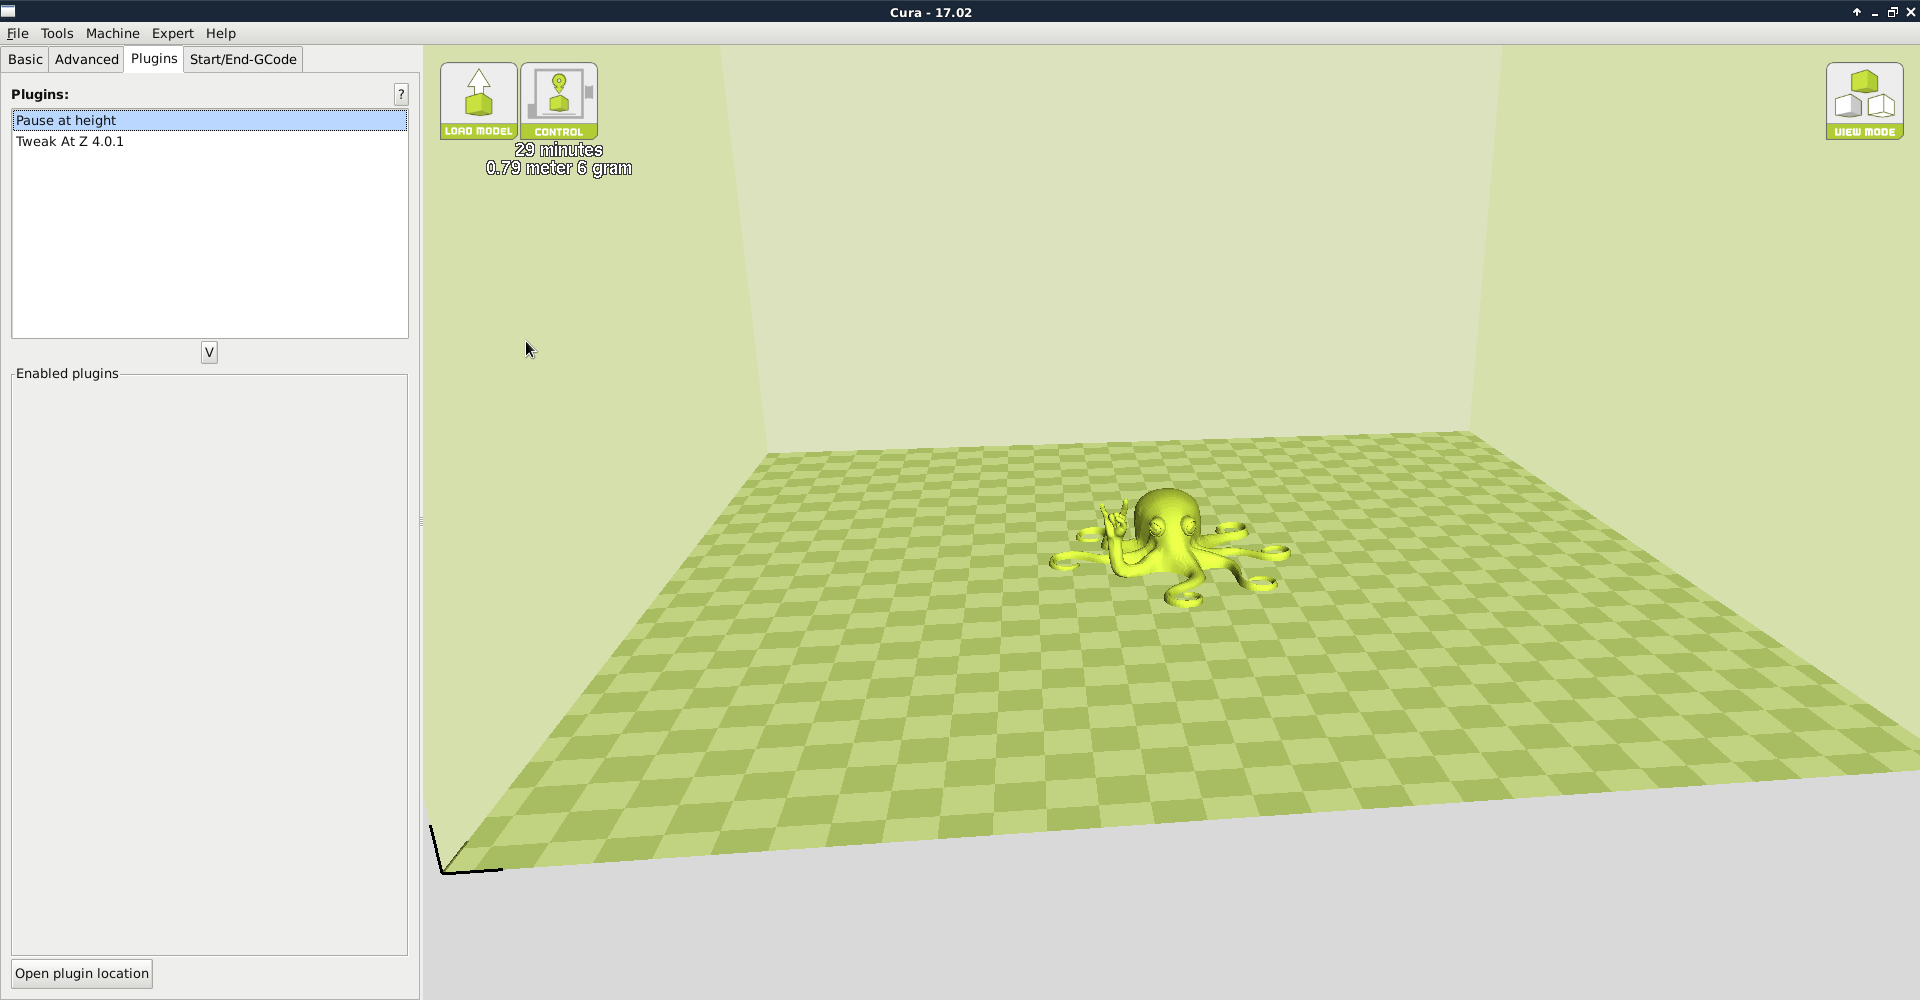 Cura - 17.02
File Tools Machine Expert Help
Basic Advanced Plugins Start/End-GCode
Plugins: ?
Pause at height
Tweak At Z 4.0.1
V
Enabled plugins
Open plugin location
LOAD MODEL CONTROL
29 minutes
0.79 meter 6 gram
VIEW MODE